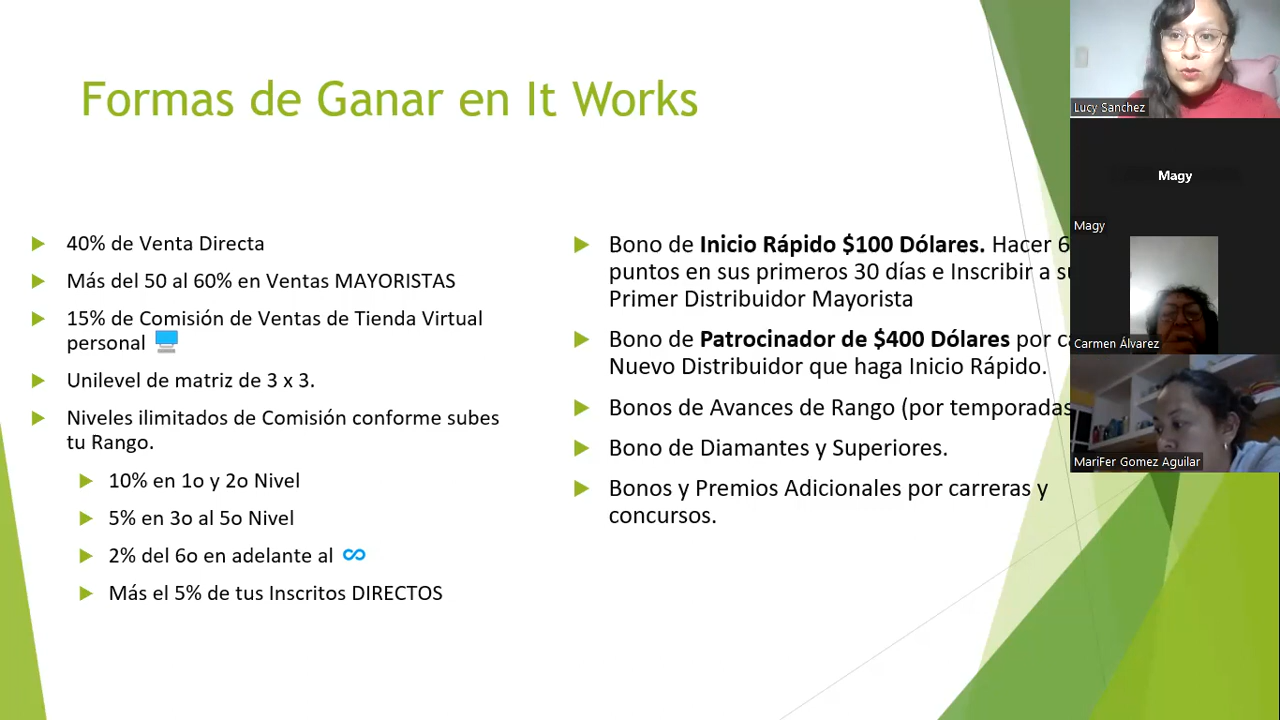 Formas de Ganar en It Works
40% de Venta Directa
Más del 50 al 60% en Ventas MAYORISTAS
15% de Comisión de Ventas de Tienda Virtual
personal
Unilevel de matriz de 3 x 3.
Niveles ilimitados de Comisión conforme subes
tu Rango.
10% en 1o y 2o Nivel
5% en 3o al 5o Nivel
2% del 6o en adelante al ∞
Más el 5% de tus Inscritos DIRECTOS
Bono de Inicio Rápido $100 Dólares. Hacer
puntos en sus primeros 30 días e Inscribir a
Primer Distribuidor Mayorista
Bono de Patrocinador de $400 Dólares por
Nuevo Distribuidor que haga Inicio Rápido.
Bonos de Avances de Rango (por temporadas
Bono de Diamantes y Superiores.
Bonos y Premios Adicionales por carreras y
concursos.
Lucy Sanchez
Magy
Magy
Carmen Álvarez
MariFer Gomez Aguilar